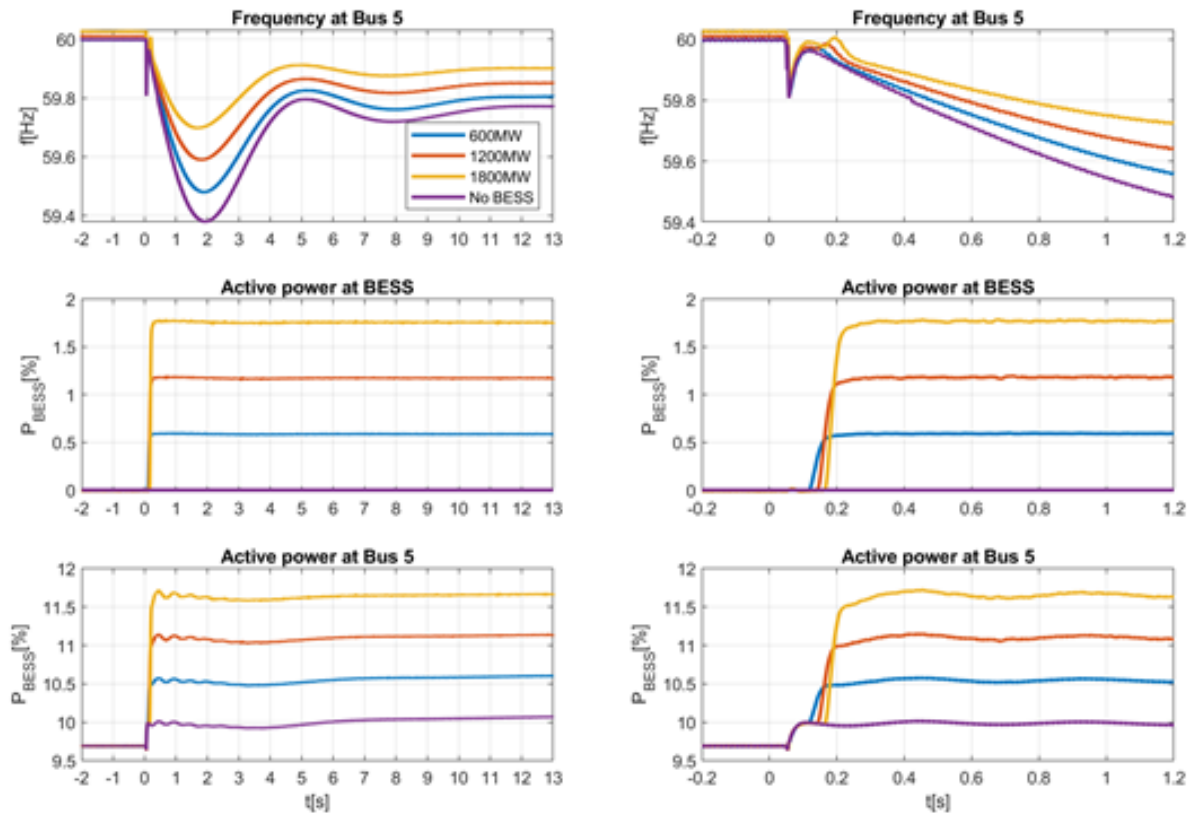 Frequency at Bus 5
60
59.8
59.6
59.4
f[Hz]
600MW
1200MW
1800MW
No BESS
-2 -1 0 1 2 3 4 5 6 7 8 9 10 11 12 13
Frequency at Bus 5
60
59.8
59.6
59.4
f[Hz]
-0.2 0 0.2 0.4 0.6 0.8 1 1.2
Active power at BESS
2
1.5
1
0.5
0
PBESS[%]
-2 -1 0 1 2 3 4 5 6 7 8 9 10 11 12 13
Active power at BESS
2
1.5
1
0.5
0
PBESS[%]
-0.2 0 0.2 0.4 0.6 0.8 1 1.2
Active power at Bus 5
12
11.5
11
10.5
10
9.5
PBESS[%]
-2 -1 0 1 2 3 4 5 6 7 8 9 10 11 12 13
t[s]
Active power at Bus 5
12
11.5
11
10.5
10
9.5
PBESS[%]
-0.2 0 0.2 0.4 0.6 0.8 1 1.2
t[s]